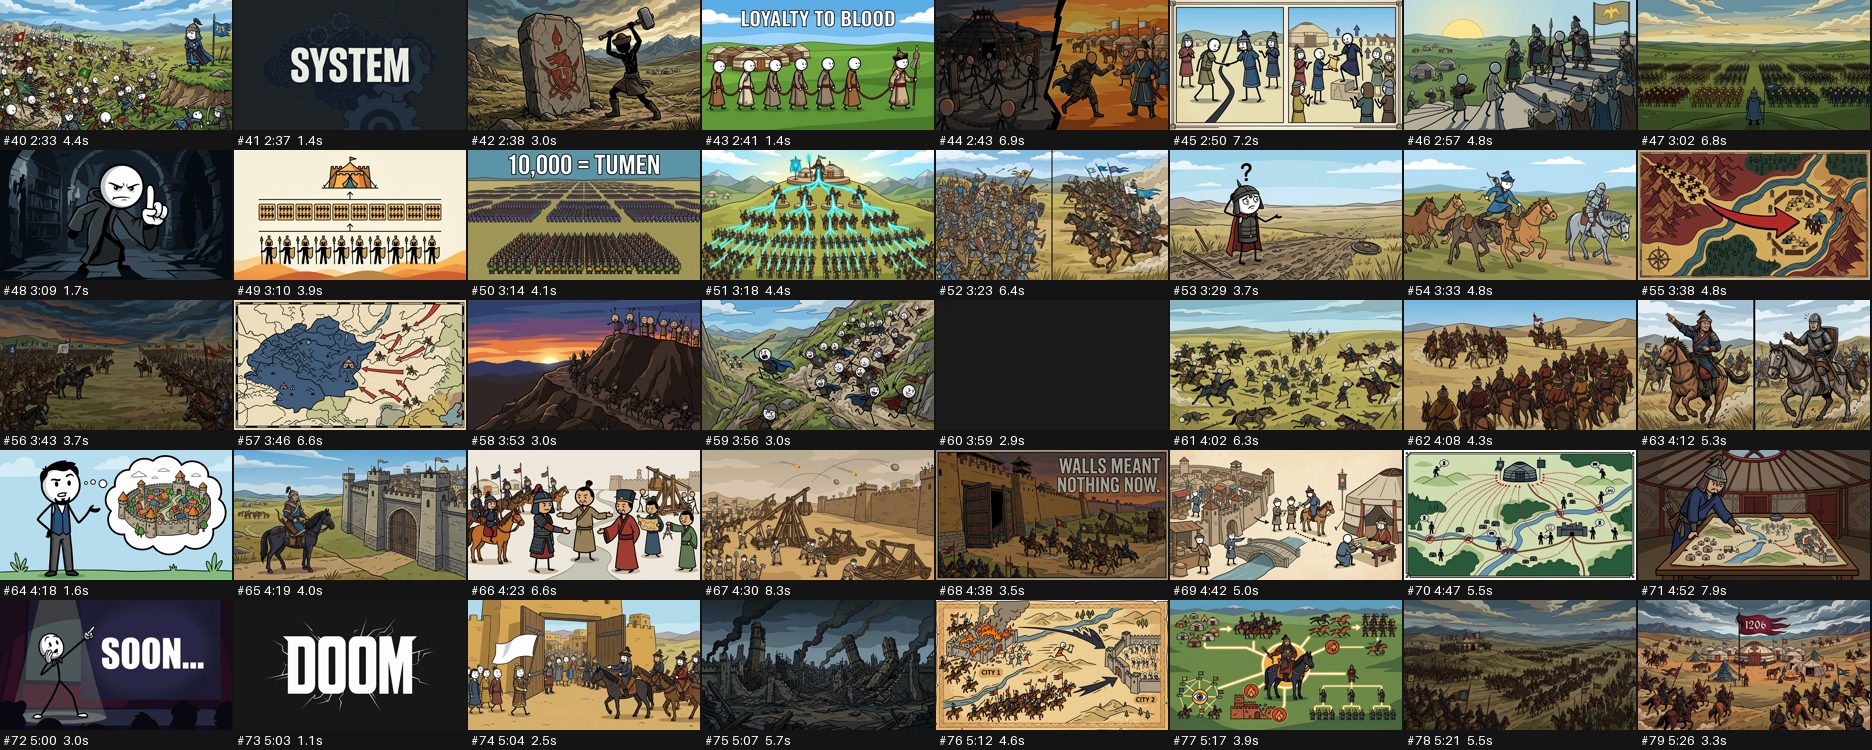 LOYALTY TO BLOOD
SYSTEM
#40 2:33 4.4s
#41 2:37 1.4s
#42 2:38 3.0s
#43 2:41 1.4s
#44 2:43 6.9s
#45 2:50 7.2s
#46 2:57 4.8s
#47 3:02 6.8s
10,000 = TUMEN
?
#48 3:09 1.7s
#49 3:10 3.9s
#50 3:14 4.1s
#51 3:18 4.4s
#52 3:23 6.4s
#53 3:29 3.7s
#54 3:33 4.8s
#55 3:38 4.8s
#56 3:43 3.7s
#57 3:46 6.6s
#58 3:53 3.0s
#59 3:56 3.0s
#60 3:59 2.9s
#61 4:02 6.3s
#62 4:08 4.3s
#63 4:12 5.3s
WALLS MEANT
NOTHING NOW.
#64 4:18 1.6s
#65 4:19 4.0s
#66 4:23 6.6s
#67 4:30 8.3s
#68 4:38 3.5s
#69 4:42 5.0s
#70 4:47 5.5s
#71 4:52 7.9s
SOON...
DOOM
CITY 1
CITY 2
1206
#72 5:00 3.0s
#73 5:03 1.1s
#74 5:04 2.5s
#75 5:07 5.7s
#76 5:12 4.6s
#77 5:17 3.9s
#78 5:21 5.5s
#79 5:26 3.3s